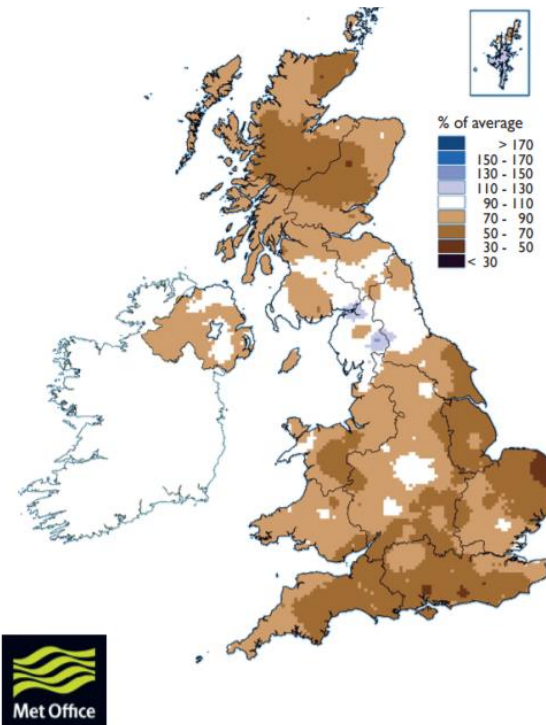 % of average
> 170
150 - 170
130 - 150
110 - 130
90 - 110
70 - 90
50 - 70
30 - 50
< 30
Met Office